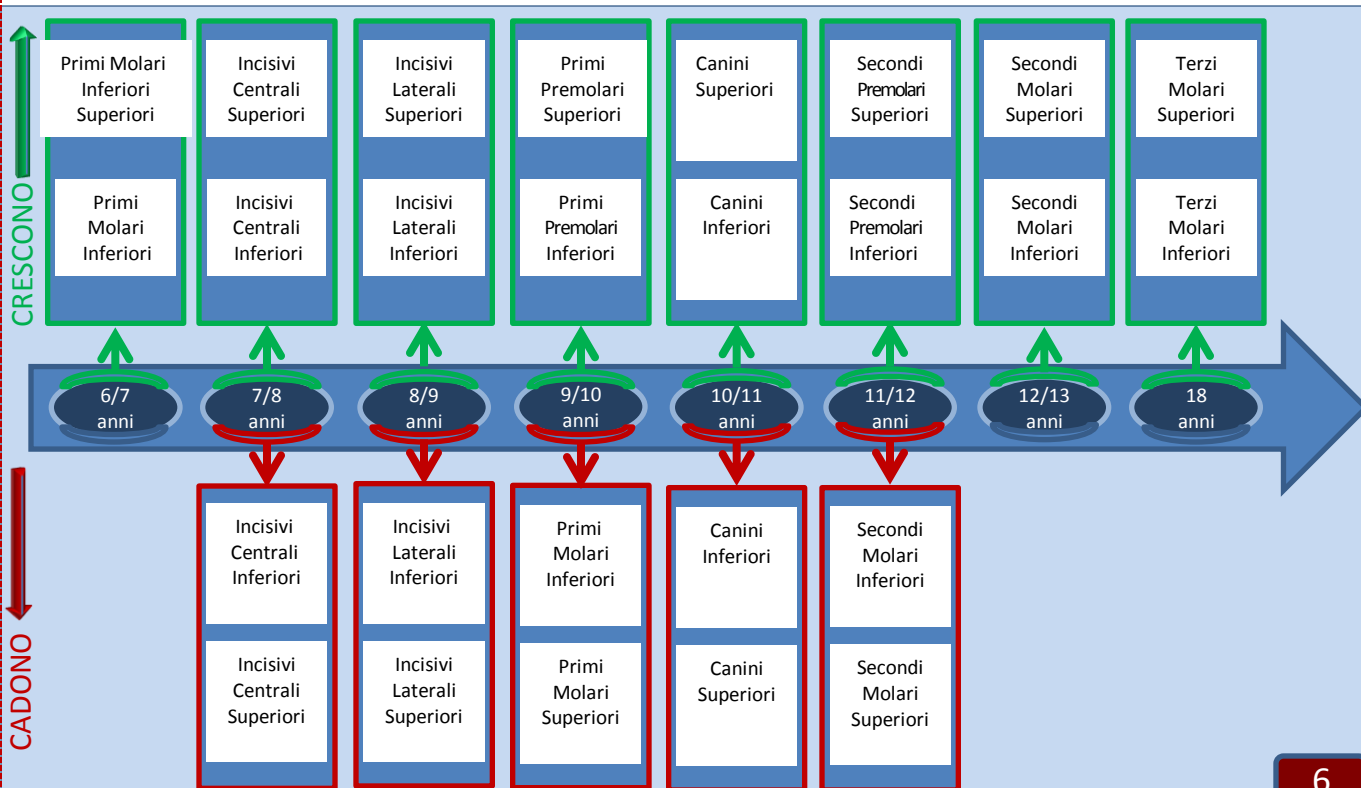 CRESCONO
Primi Molari
Inferiori
Superiori
Incisivi
Centrali
Superiori
Incisivi
Laterali
Superiori
Primi
Premolari
Superiori
Canini
Superiori
Secondi
Premolari
Superiori
Secondi
Molari
Superiori
Terzi
Molari
Superiori
Primi
Molari
Inferiori
Incisivi
Centrali
Inferiori
Incisivi
Laterali
Inferiori
Primi
Premolari
Inferiori
Canini
Inferiori
Secondi
Premolari
Inferiori
Secondi
Molari
Inferiori
Terzi
Molari
Inferiori
6/7
anni
7/8
anni
8/9
anni
9/10
anni
10/11
anni
11/12
anni
12/13
anni
18
anni
CADONO
Incisivi
Centrali
Inferiori
Incisivi
Laterali
Inferiori
Primi
Molari
Inferiori
Canini
Inferiori
Secondi
Molari
Inferiori
Incisivi
Centrali
Superiori
Incisivi
Laterali
Superiori
Primi
Molari
Superiori
Canini
Superiori
Secondi
Molari
Superiori
6